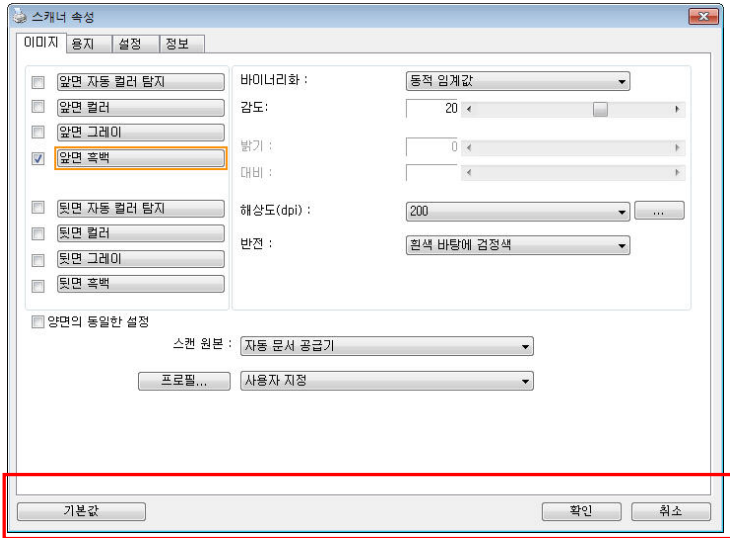 스캐너 속성
이미지 용지 설정 정보
앞면 자동 컬러 탐지
앞면 컬러
앞면 그레이
앞면 흑백
뒷면 자동 컬러 탐지
뒷면 컬러
뒷면 그레이
뒷면 흑백
바이너리화 : 동적 임계값
감도: 20
밝기 : 0
대비 :
해상도(dpi) : 200 ...
반전 : 흰색 바탕에 검정색
양면의 동일한 설정
스캔 원본 : 자동 문서 공급기
프로필... 사용자 지정
기본값 확인 취소